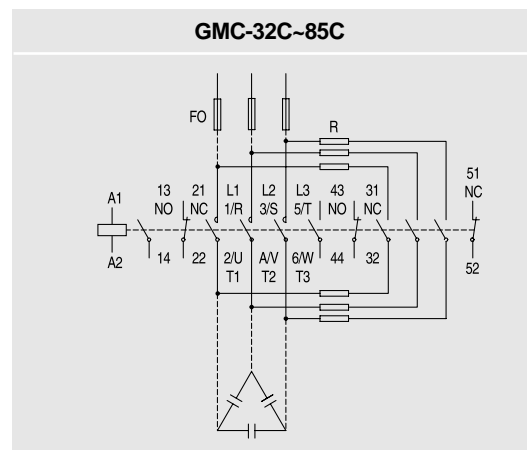 GMC-32C~85C
FO
R
51
NC
13 21 L1 L2 L3 43 31
NO NC 1/R 3/S 5/T NO NC
A1
A2
14 22 2/U A/V 6/W 44 32
T1 T2 T3
52